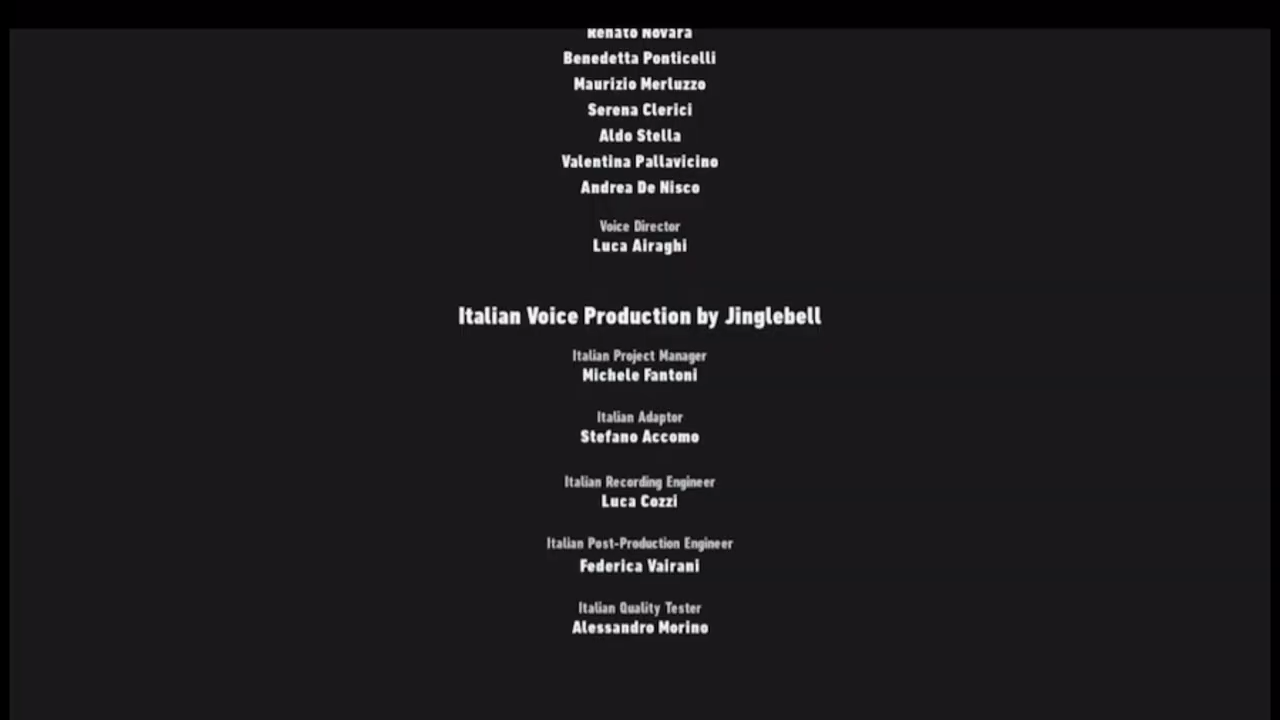 Renato Novara
Benedetta Ponticelli
Maurizio Merluzzo
Serena Clerici
Aldo Stella
Valentina Pallavicino
Andrea De Nisco
Voice Director
Luca Airaghi
Italian Voice Production by Jinglebell
Italian Project Manager
Michele Fantoni
Italian Adaptor
Stefano Accomo
Italian Recording Engineer
Luca Cozzi
Italian Post-Production Engineer
Federica Vairani
Italian Quality Tester
Alessandro Morino